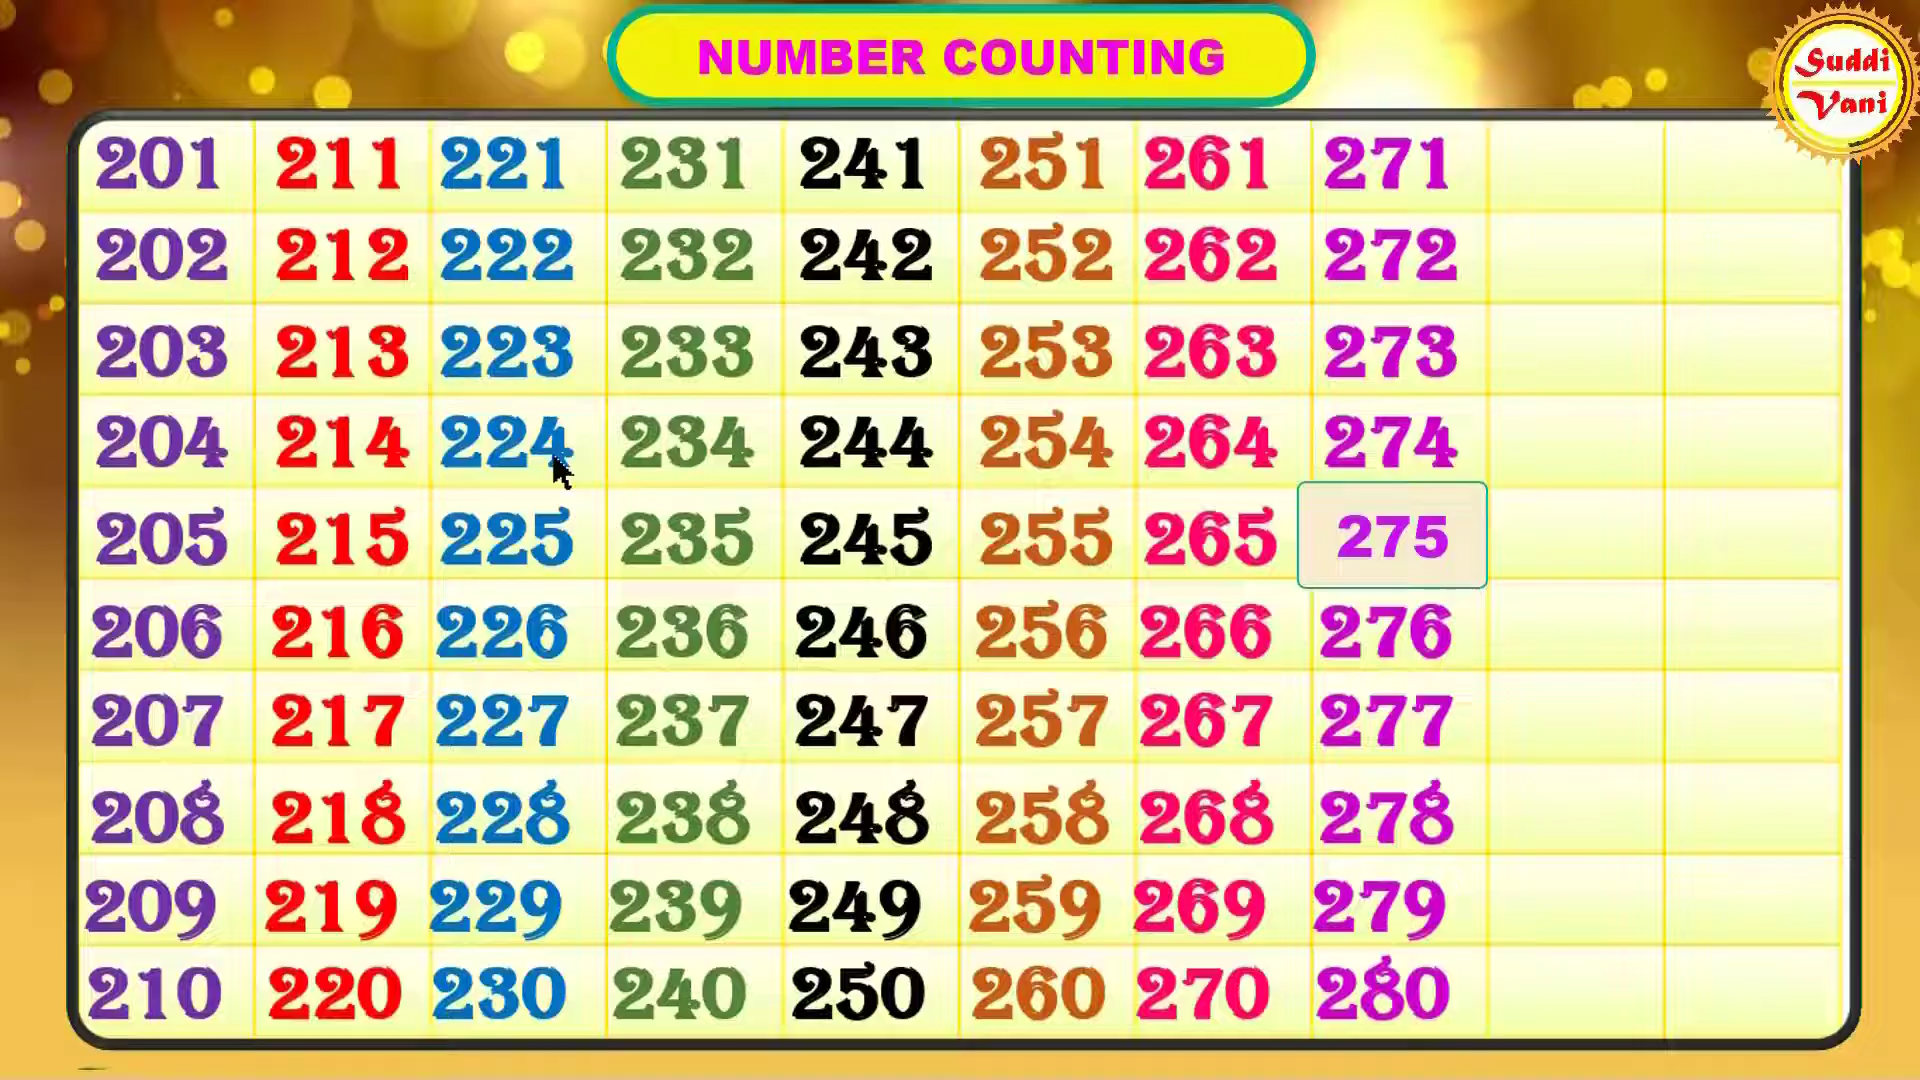 NUMBER COUNTING
Suddi
Vani
201 211 221 231 241 251 261 271
202 212 222 232 242 252 262 272
203 213 223 233 243 253 263 273
204 214 224 234 244 254 264 274
205 215 225 235 245 255 265 275
206 216 226 236 246 256 266 276
207 217 227 237 247 257 267 277
208 218 228 238 248 258 268 278
209 219 229 239 249 259 269 279
210 220 230 240 250 260 270 280